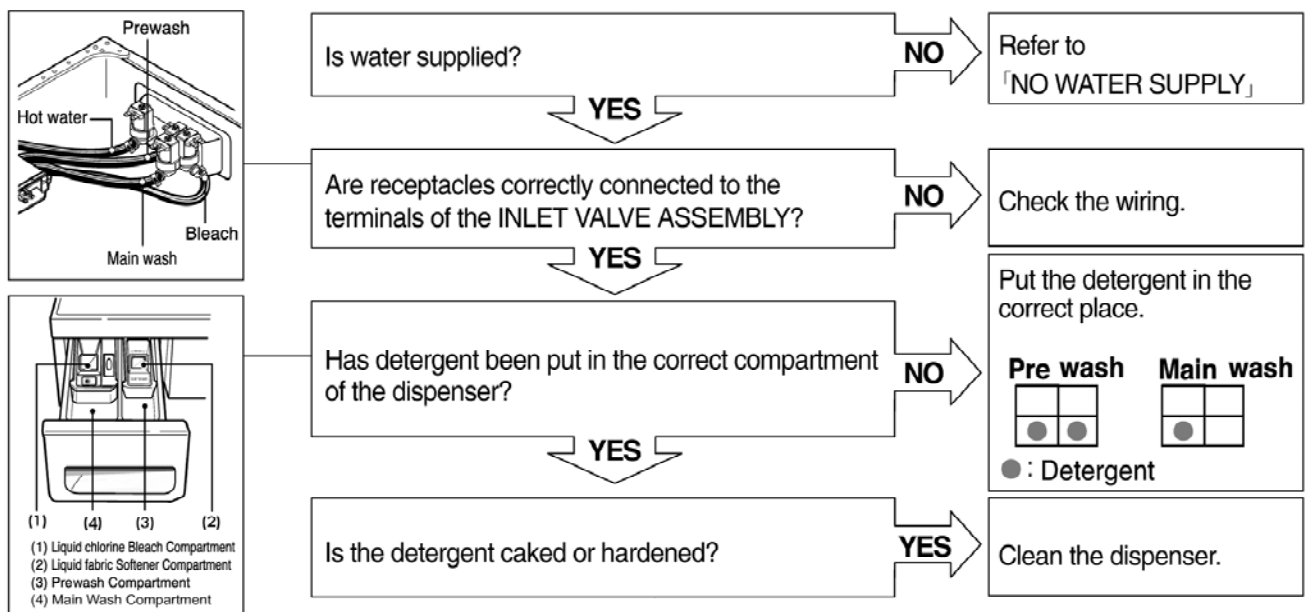 Prewash
Hot water
Bleach
Main wash
Is water supplied?
NO
Refer to
「NO WATER SUPPLY」
YES
Are receptacles correctly connected to the
terminals of the INLET VALVE ASSEMBLY?
NO
Check the wiring.
YES
(1) (4) (3) (2)
(1) Liquid chlorine Bleach Compartment
(2) Liquid fabric Softener Compartment
(3) Prewash Compartment
(4) Main Wash Compartment
Has detergent been put in the correct compartment
of the dispenser?
NO
Put the detergent in the
correct place.
Pre wash Main wash
: Detergent
YES
Is the detergent caked or hardened?
YES
Clean the dispenser.